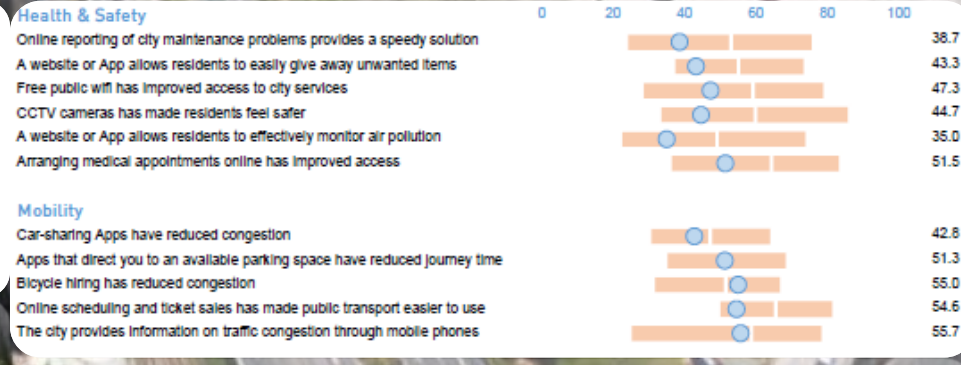 Health & Safety 0 20 40 60 80 100
Online reporting of city maintenance problems provides a speedy solution 38.7
A website or App allows residents to easily give away unwanted items 43.3
Free public wifi has improved access to city services 47.3
CCTV cameras has made residents feel safer 44.7
A website or App allows residents to effectively monitor air pollution 35.0
Arranging medical appointments online has improved access 51.5
Mobility
Car-sharing Apps have reduced congestion 42.8
Apps that direct you to an available parking space have reduced journey time 51.3
Bicycle hiring has reduced congestion 55.0
Online scheduling and ticket sales has made public transport easier to use 54.6
The city provides information on traffic congestion through mobile phones 55.7